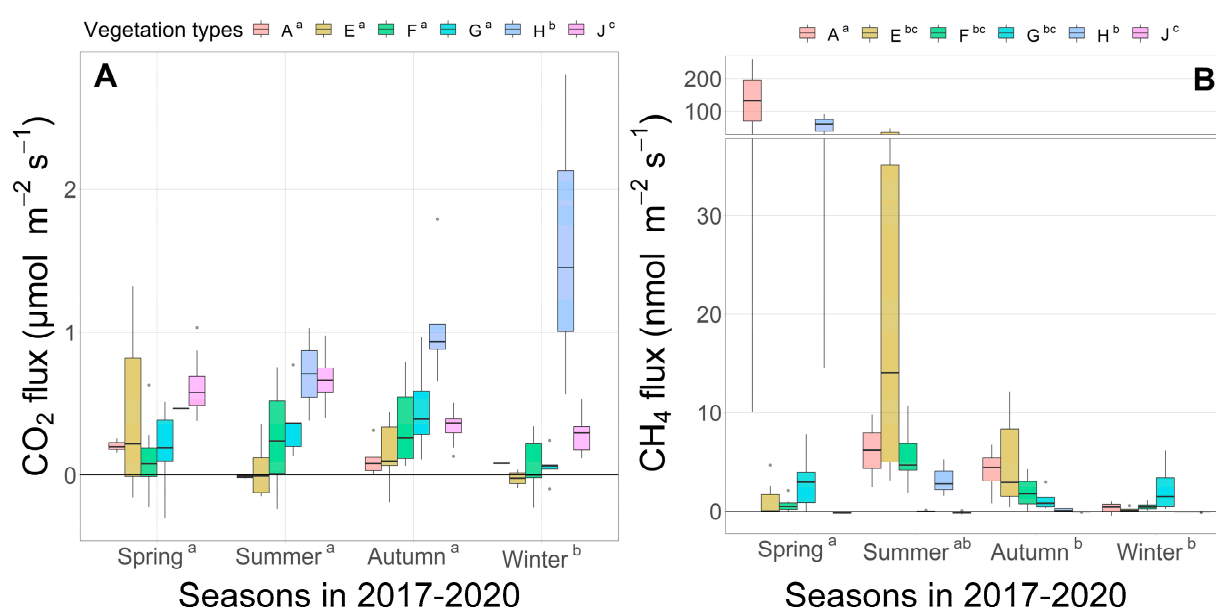 Vegetation types A a E a F a G a H b J c
A
CO2 flux (µmol m−2 s−1)
2
1
0
Spring a Summer a Autumn a Winter b
Seasons in 2017-2020
A a E bc F bc G bc H b J c
B
CH4 flux (nmol m−2 s−1)
200
100
30
20
10
0
Spring a Summer ab Autumn b Winter b
Seasons in 2017-2020